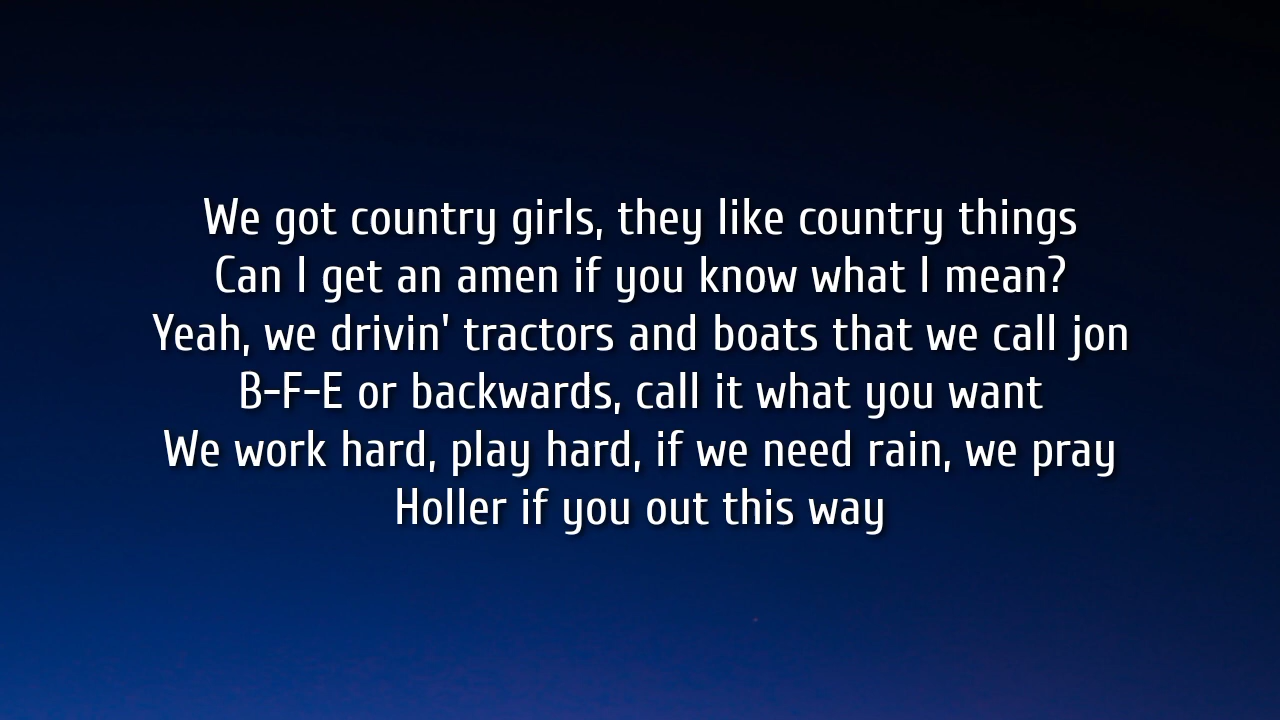 We got country girls, they like country things
Can I get an amen if you know what I mean?
Yeah, we drivin' tractors and boats that we call jon
B-F-E or backwards, call it what you want
We work hard, play hard, if we need rain, we pray
Holler if you out this way